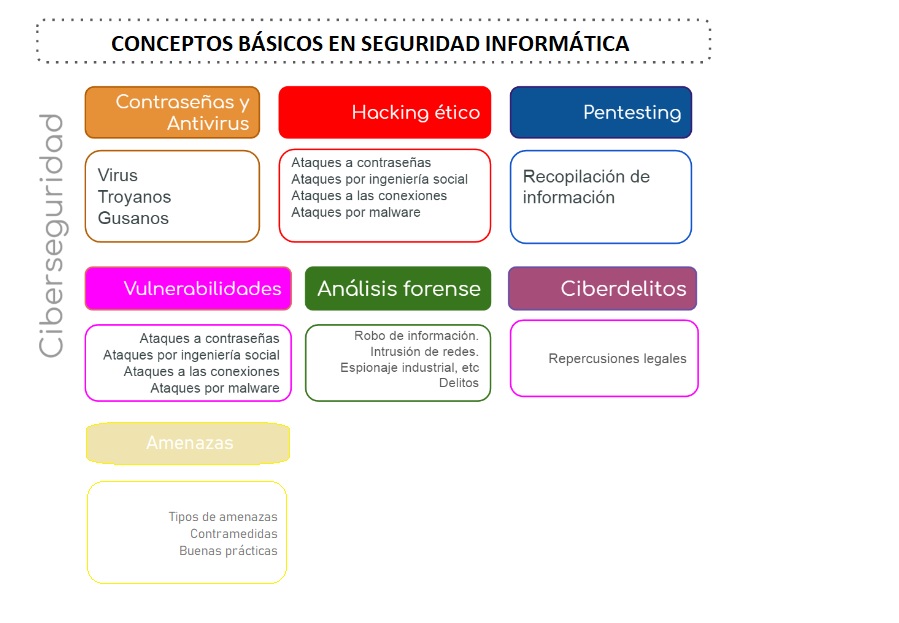 CONCEPTOS BÁSICOS EN SEGURIDAD INFORMÁTICA
Ciberseguridad
Contraseñas y
Antivirus
Virus
Troyanos
Gusanos
Hacking ético
Ataques a contraseñas
Ataques por ingeniería social
Ataques a las conexiones
Ataques por malware
Pentesting
Recopilación de
información
Vulnerabilidades
Ataques a contraseñas
Ataques por ingeniería social
Ataques a las conexiones
Ataques por malware
Análisis forense
Robo de información.
Intrusión de redes.
Espionaje industrial, etc
Delitos
Ciberdelitos
Repercusiones legales
Amenazas
Tipos de amenazas
Contramedidas
Buenas prácticas